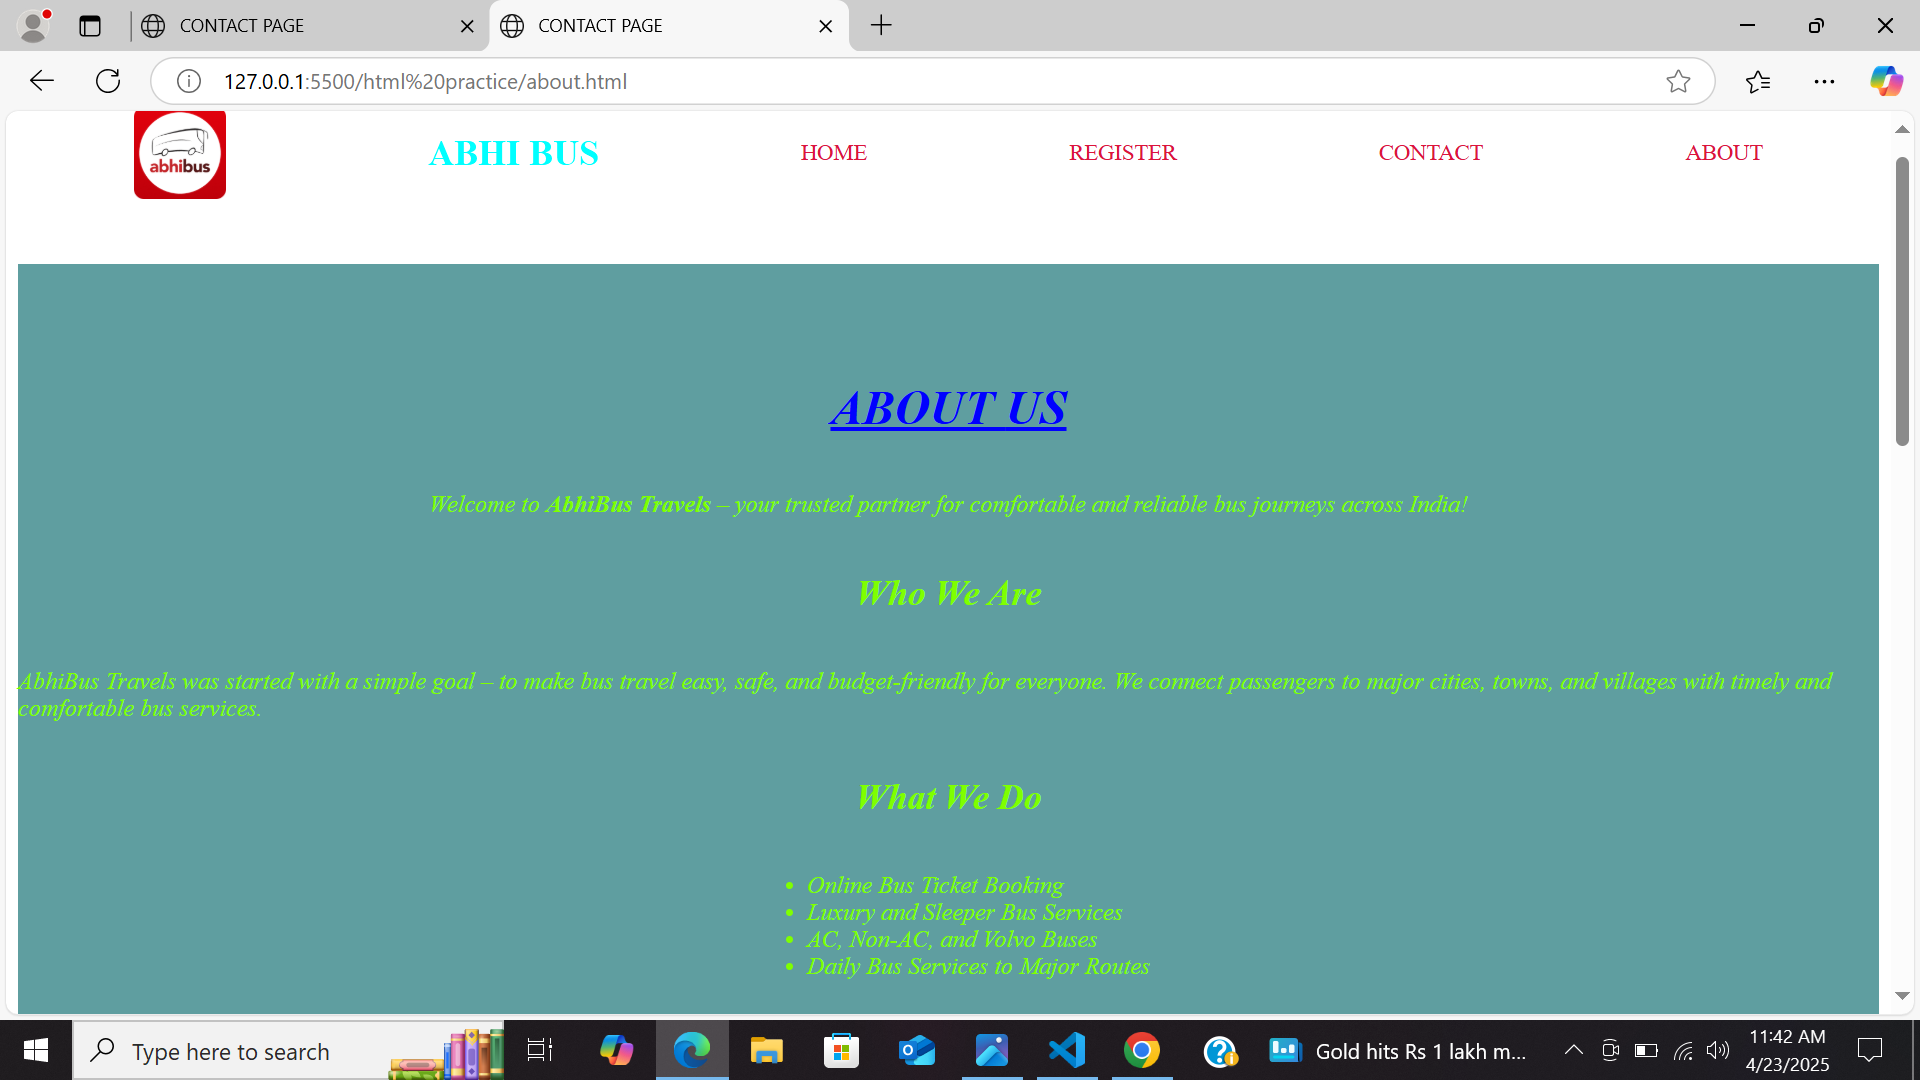 CONTACT PAGE
CONTACT PAGE
127.0.0.1:5500/html%20practice/about.html
abhibus
ABHI BUS
HOME
REGISTER
CONTACT
ABOUT
ABOUT US
Welcome to AbhiBus Travels – your trusted partner for comfortable and reliable bus journeys across India!
Who We Are
AbhiBus Travels was started with a simple goal – to make bus travel easy, safe, and budget-friendly for everyone. We connect passengers to major cities, towns, and villages with timely and
comfortable bus services.
What We Do
• Online Bus Ticket Booking
• Luxury and Sleeper Bus Services
• AC, Non-AC, and Volvo Buses
• Daily Bus Services to Major Routes
Type here to search
Gold hits Rs 1 lakh m...
11:42 AM
4/23/2025